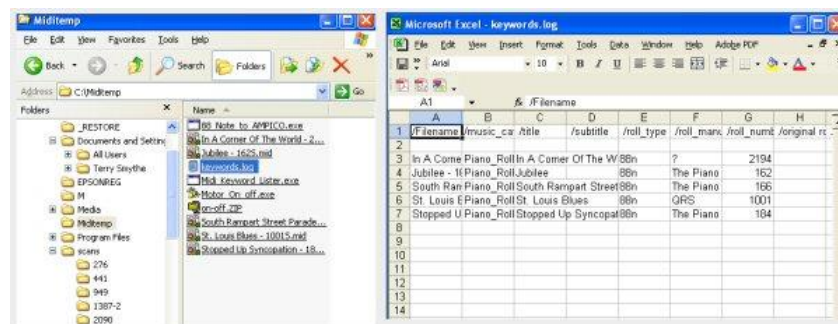 Miditemp
File Edit View Favorites Tools Help
Back Search Folders
Address C:\Miditemp Go
Folders
_RESTORE
Documents and Setting
All Users
Terry Smythe
EPSONREG
M
Media
Miditemp
Program Files
scans
276
441
949
1387-2
2090
Name
88 Note to AMPICO.exe
In A Corner Of The World - 2...
Jubilee - 1625.mid
keywords.log
Midi Keyword Lister.exe
Motor On_off.exe
on-off.ZIP
South Rampart Street Parade...
St. Louis Blues - 1001S.mid
Stopped Up Syncopation - 18...
Microsoft Excel - keywords.log
File Edit View Insert Format Tools Data Window Help Adobe PDF
Arial 10 B I U
A1 fx /Filename
A B C D E F G H
1 /Filename /music_ca /title /subtitle /roll_type /roll_manu /roll_numb /original ro
2
3 In A Corne Piano_Roll In A Corner Of The W 88n ? 2194
4 Jubilee - 16 Piano_Roll Jubilee 88n The Piano 162
5 South Ran Piano_Roll South Rampart Street 88n The Piano 166
6 St. Louis E Piano_Roll St. Louis Blues 88n QRS 1001
7 Stopped U Piano_Roll Stopped Up Syncopat 88n The Piano 184
8
9
10
11
12
13
14